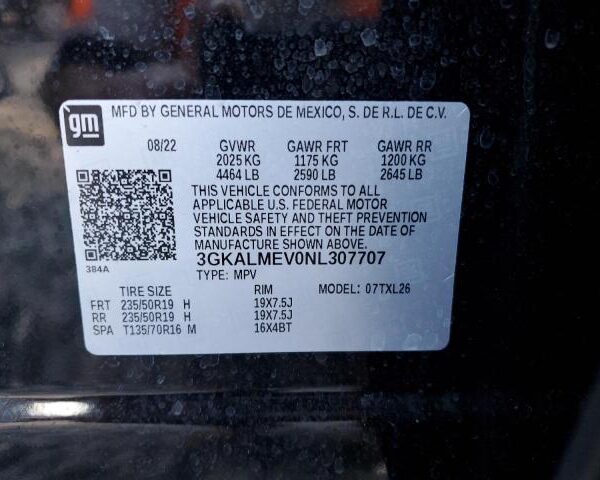 gm
MFD BY GENERAL MOTORS DE MEXICO, S. DE R.L. DE C.V.
08/22 GVWR GAWR FRT GAWR RR
2025 KG 1175 KG 1200 KG
4464 LB 2590 LB 2645 LB
THIS VEHICLE CONFORMS TO ALL
APPLICABLE U.S. FEDERAL MOTOR
VEHICLE SAFETY AND THEFT PREVENTION
STANDARDS IN EFFECT ON THE DATE OF
MANUFACTURE SHOWN ABOVE.
384A
3GKALMEV0NL307707
TYPE: MPV MODEL: 07TXL26
TIRE SIZE RIM
FRT 235/50R19 H 19X7.5J
RR 235/50R19 H 19X7.5J
SPA T135/70R16 M 16X4BT